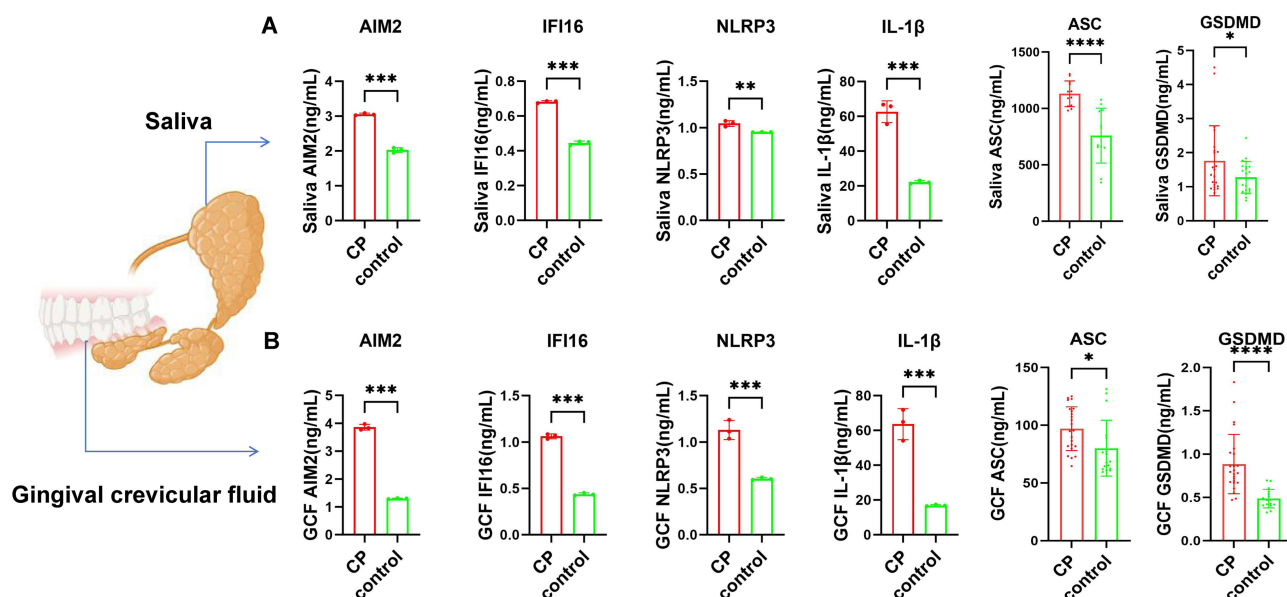 A
AIM2
IFI16
NLRP3
IL-1β
ASC
GSDMD
Saliva
Saliva AIM2(ng/mL)
4
3
2
1
0
***
CP
control
Saliva IFI16(ng/mL)
0.8
0.6
0.4
0.2
0.0
***
CP
control
Saliva NLRP3(ng/mL)
1.5
1.0
0.5
0.0
**
CP
control
Saliva IL-1β(ng/mL)
80
60
40
20
0
***
CP
control
Saliva ASC(ng/mL)
1500
1000
500
0
****
CP
control
Saliva GSDMD(ng/mL)
5
4
3
2
1
0
*
CP
control
B
AIM2
IFI16
NLRP3
IL-1β
ASC
GSDMD
Gingival crevicular fluid
GCF AIM2(ng/mL)
5
4
3
2
1
0
***
CP
control
GCF IFI16(ng/mL)
1.5
1.0
0.5
0.0
***
CP
control
GCF NLRP3(ng/mL)
1.5
1.0
0.5
0.0
***
CP
control
GCF IL-1β(ng/mL)
80
60
40
20
0
***
CP
control
GCF ASC(ng/mL)
150
100
50
0
*
CP
control
GCF GSDMD(ng/mL)
2.0
1.5
1.0
0.5
0.0
****
CP
control